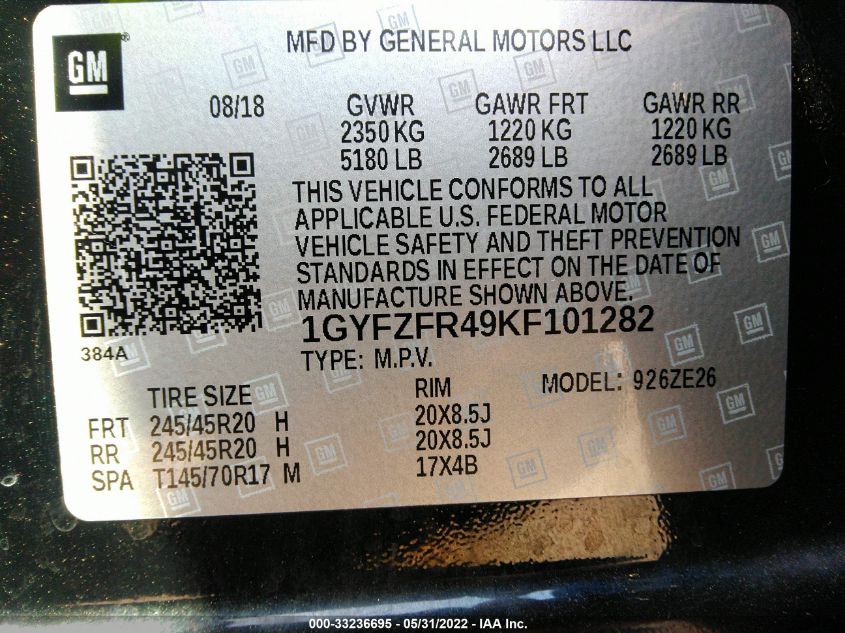 GM
MFD BY GENERAL MOTORS LLC
08/18 GVWR GAWR FRT GAWR RR
2350 KG 1220 KG 1220 KG
5180 LB 2689 LB 2689 LB
THIS VEHICLE CONFORMS TO ALL
APPLICABLE U.S. FEDERAL MOTOR
VEHICLE SAFETY AND THEFT PREVENTION
STANDARDS IN EFFECT ON THE DATE OF
MANUFACTURE SHOWN ABOVE.
1GYFZFR49KF101282
384A
TYPE: M.P.V.
MODEL: 926ZE26
TIRE SIZE RIM
FRT 245/45R20 H 20X8.5J
RR 245/45R20 H 20X8.5J
SPA T145/70R17 M 17X4B
000-33236695 - 05/31/2022 - IAA Inc.